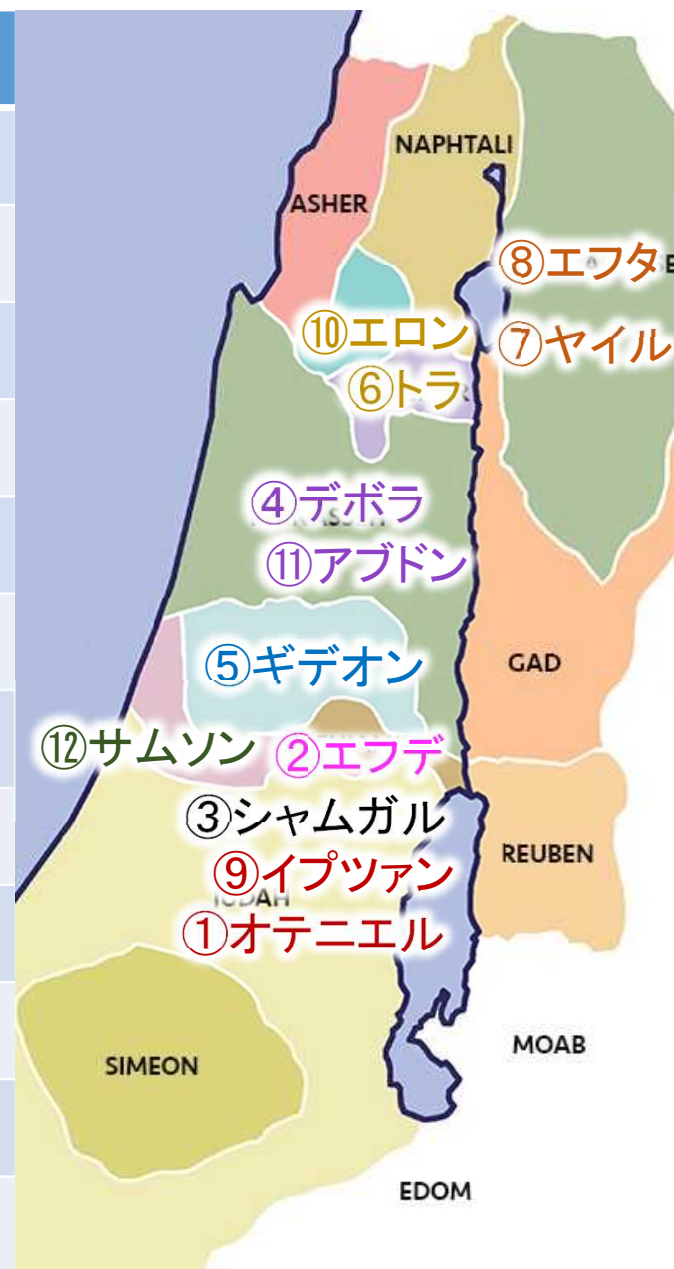 NAPHTALI
ASHER
⑧エフタ
⑩エロン
⑦ヤイル
⑥トラ
④デボラ
⑪アブドン
⑤ギデオン
GAD
⑫サムソン
②エフデ
③シャムガル
REUBEN
⑨イプツァン
JUDAH
①オテニエル
MOAB
SIMEON
EDOM